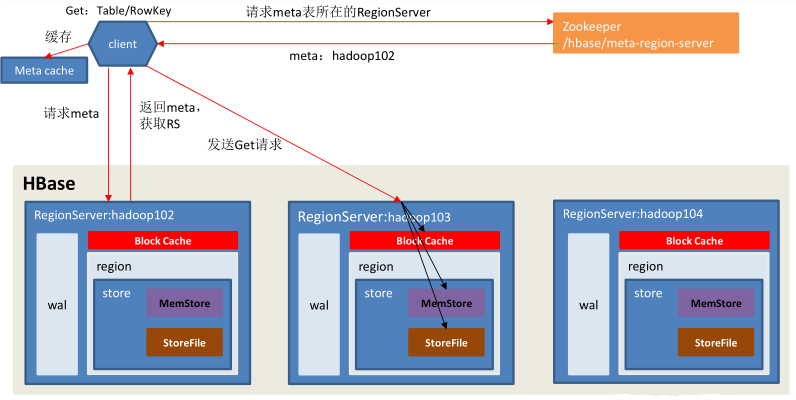 Get：Table/RowKey
请求meta表所在的RegionServer
Zookeeper
/hbase/meta-region-server
缓存
client
meta：hadoop102
Meta cache
请求meta
返回meta，
获取RS
发送Get请求
HBase
RegionServer:hadoop102
Block Cache
wal
region
store
MemStore
StoreFile
RegionServer:hadoop103
Block Cache
wal
region
store
MemStore
StoreFile
RegionServer:hadoop104
Block Cache
wal
region
store
MemStore
StoreFile